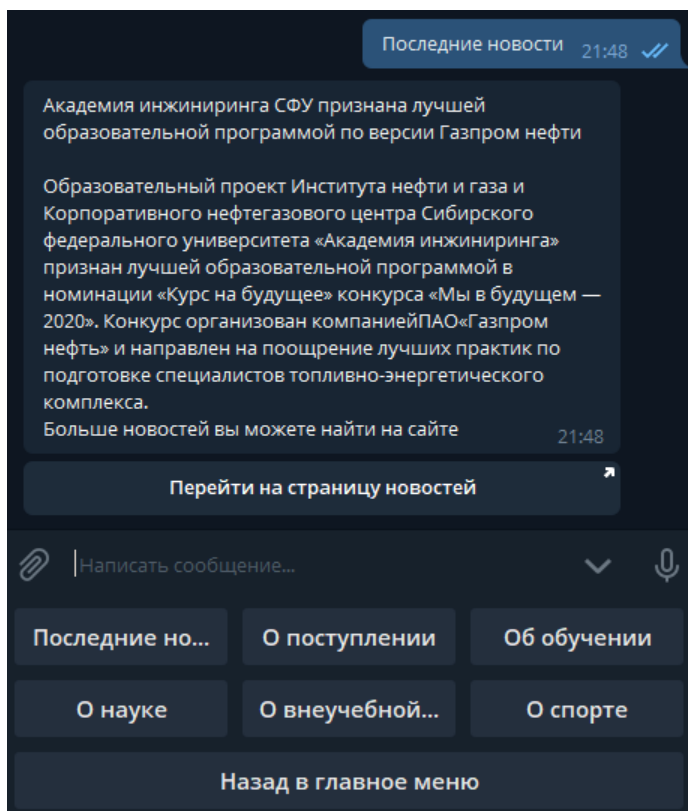 Последние новости 21:48
Академия инжиниринга СФУ признана лучшей
образовательной программой по версии Газпром нефти
Образовательный проект Института нефти и газа и
Корпоративного нефтегазового центра Сибирского
федерального университета «Академия инжиниринга»
признан лучшей образовательной программой в
номинации «Курс на будущее» конкурса «Мы в будущем —
2020». Конкурс организован компаниейПАО«Газпром
нефть» и направлен на поощрение лучших практик по
подготовке специалистов топливно-энергетического
комплекса.
Больше новостей вы можете найти на сайте 21:48
Перейти на страницу новостей
Написать сообщение...
Последние но... О поступлении Об обучении
О науке О внеучебной... О спорте
Назад в главное меню